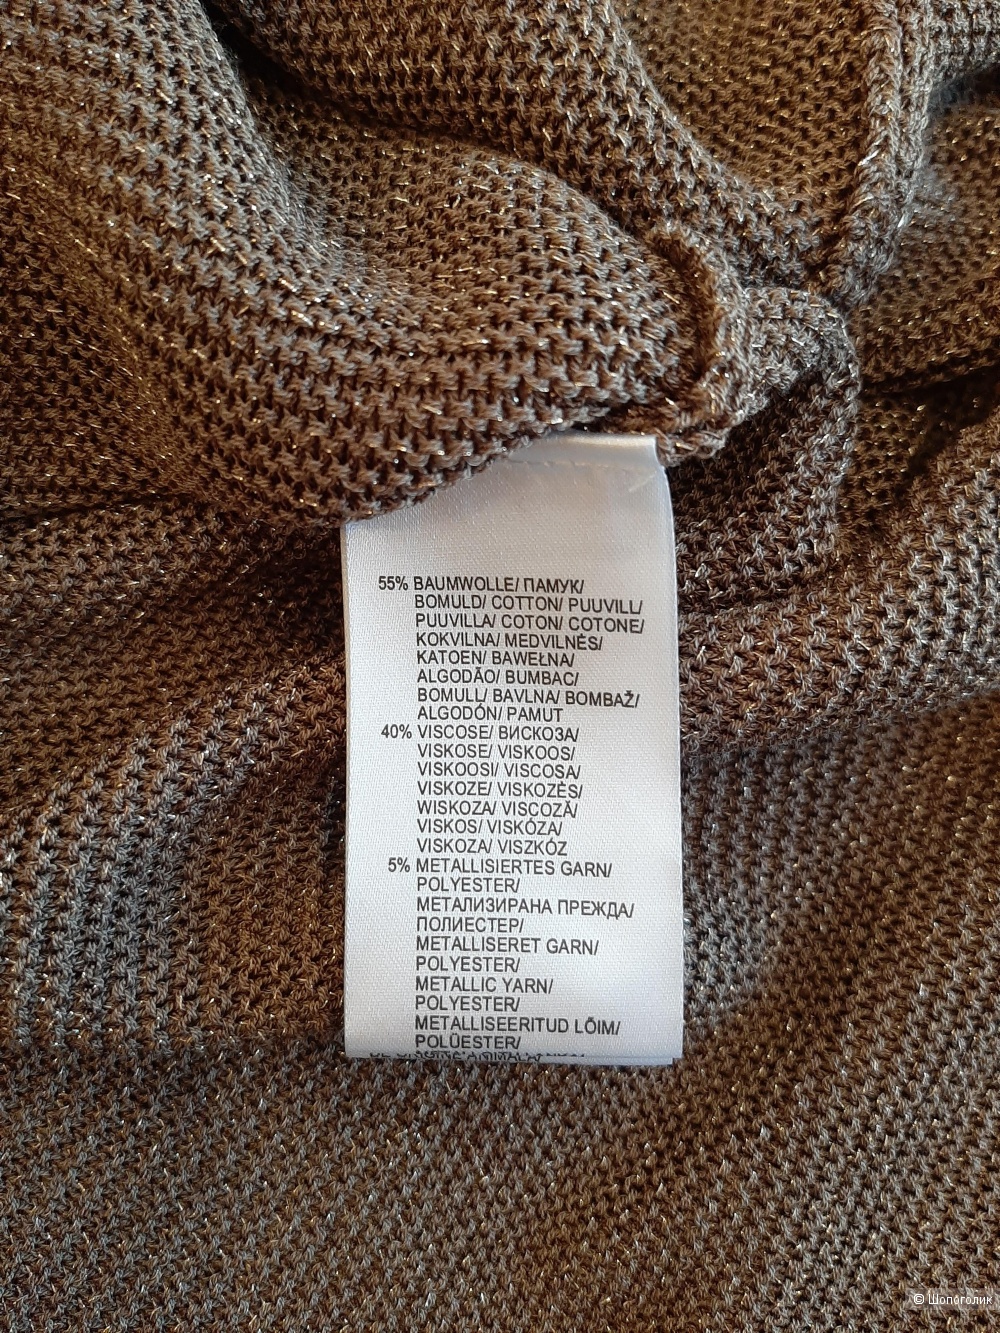 55% BAUMWOLLE/ ПАМУК/
BOMULD/ COTTON/ PUUVILL/
PUUVILLA/ COTON/ COTONE/
KOKVILNA/ MEDVILNĖS/
KATOEN/ BAWEŁNA/
ALGODÃO/ BUMBAC/
BOMULL/ BAVLNA/ BOMBAŽ/
ALGODÓN/ PAMUT
40% VISCOSE/ ВИСКОЗА/
VISKOSE/ VISKOOS/
VISKOOSI/ VISCOSA/
VISKOZE/ VISKOZĖS/
WISKOZA/ VISCOZĂ/
VISKOS/ VISKÓZA/
VISKOZA/ VISZKÓZ
5% METALLISIERTES GARN/
POLYESTER/
МЕТАЛИЗИРАНА ПРЕЖДА/
ПОЛИЕСТЕР/
METALLISERET GARN/
POLYESTER/
METALLIC YARN/
POLYESTER/
METALLISEERITUD LÕIM/
POLÜESTER/
© Шопоголик